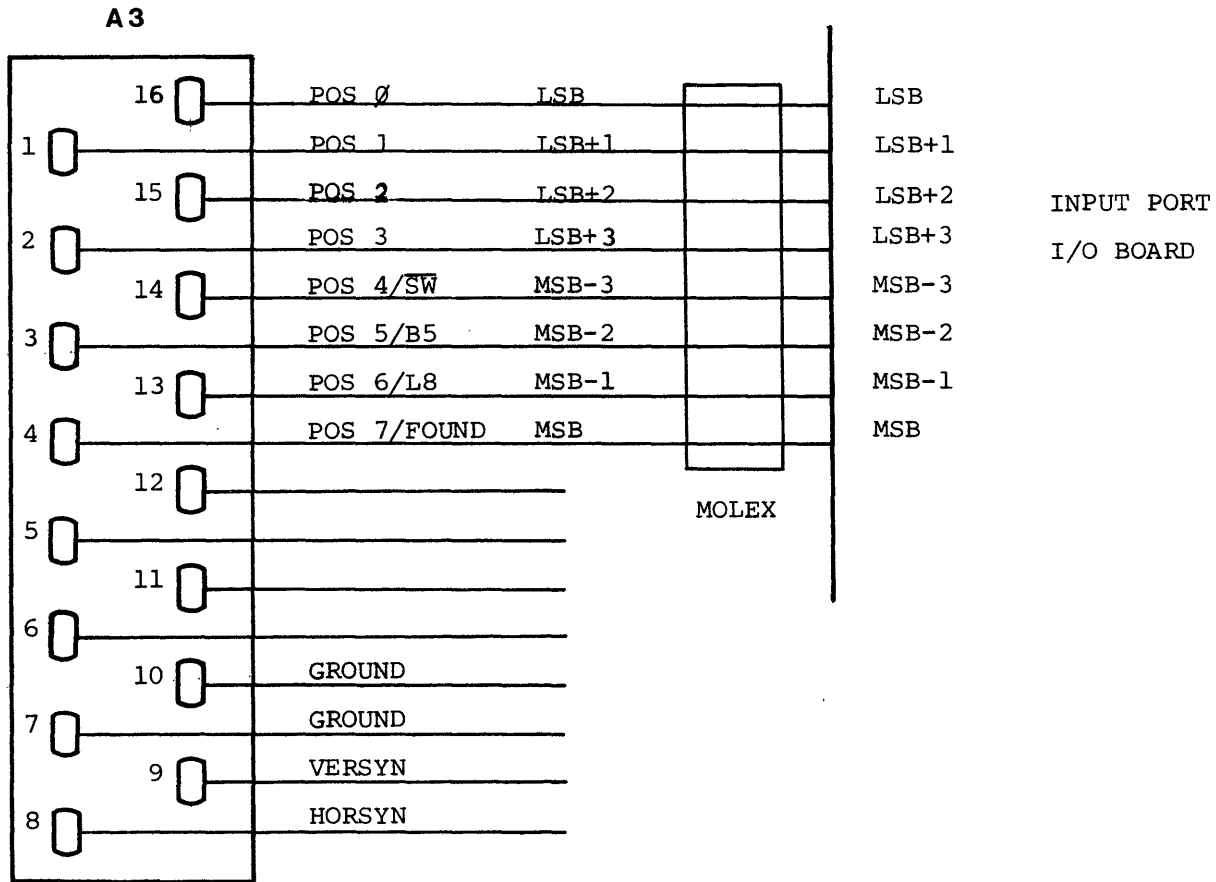 A3
16 POS Ø LSB LSB
1 POS 1 LSB+1 LSB+1
15 POS 2 LSB+2 LSB+2 INPUT PORT
2 POS 3 LSB+3 LSB+3 I/O BOARD
14 POS 4/S̅W̅ MSB-3 MSB-3
3 POS 5/B5 MSB-2 MSB-2
13 POS 6/L8 MSB-1 MSB-1
4 POS 7/FOUND MSB MSB
12
MOLEX
5
11
6
10 GROUND
7 GROUND
9 VERSYN
8 HORSYN